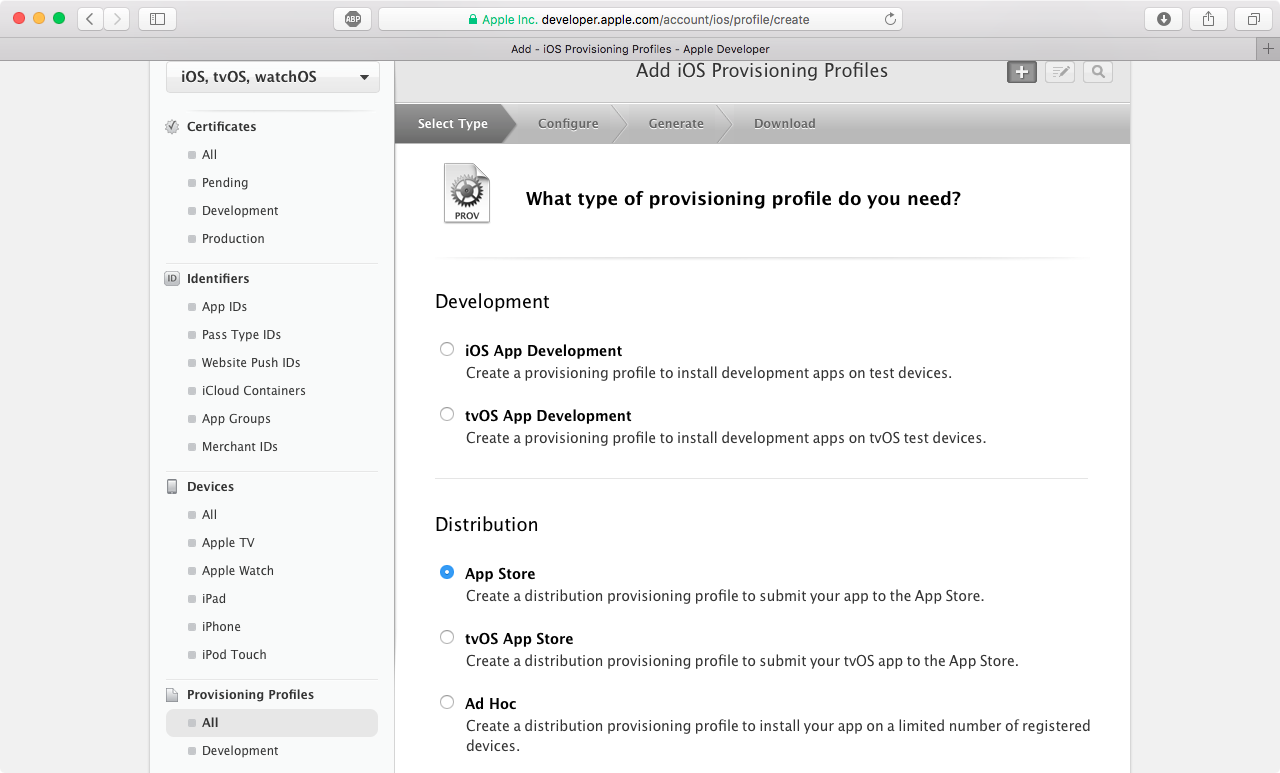 ABP
Apple Inc. developer.apple.com/account/ios/profile/create
Add - iOS Provisioning Profiles - Apple Developer
iOS, tvOS, watchOS
Certificates
All
Pending
Development
Production
ID Identifiers
App IDs
Pass Type IDs
Website Push IDs
iCloud Containers
App Groups
Merchant IDs
Devices
All
Apple TV
Apple Watch
iPad
iPhone
iPod Touch
Provisioning Profiles
All
Development
Add iOS Provisioning Profiles
Select Type
Configure
Generate
Download
PROV
What type of provisioning profile do you need?
Development
iOS App Development
Create a provisioning profile to install development apps on test devices.
tvOS App Development
Create a provisioning profile to install development apps on tvOS test devices.
Distribution
App Store
Create a distribution provisioning profile to submit your app to the App Store.
tvOS App Store
Create a distribution provisioning profile to submit your tvOS app to the App Store.
Ad Hoc
Create a distribution provisioning profile to install your app on a limited number of registered
devices.